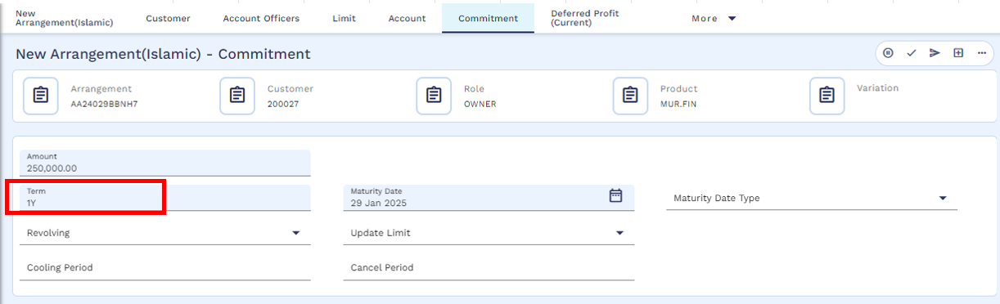 New
Arrangement(Islamic)
Customer
Account Officers
Limit
Account
Commitment
Deferred Profit
(Current)
More
New Arrangement(Islamic) - Commitment
Arrangement
AA24029BBNH7
Customer
200027
Role
OWNER
Product
MUR.FIN
Variation
Amount
250,000.00
Term
1Y
Maturity Date
29 Jan 2025
Maturity Date Type
Revolving
Update Limit
Cooling Period
Cancel Period